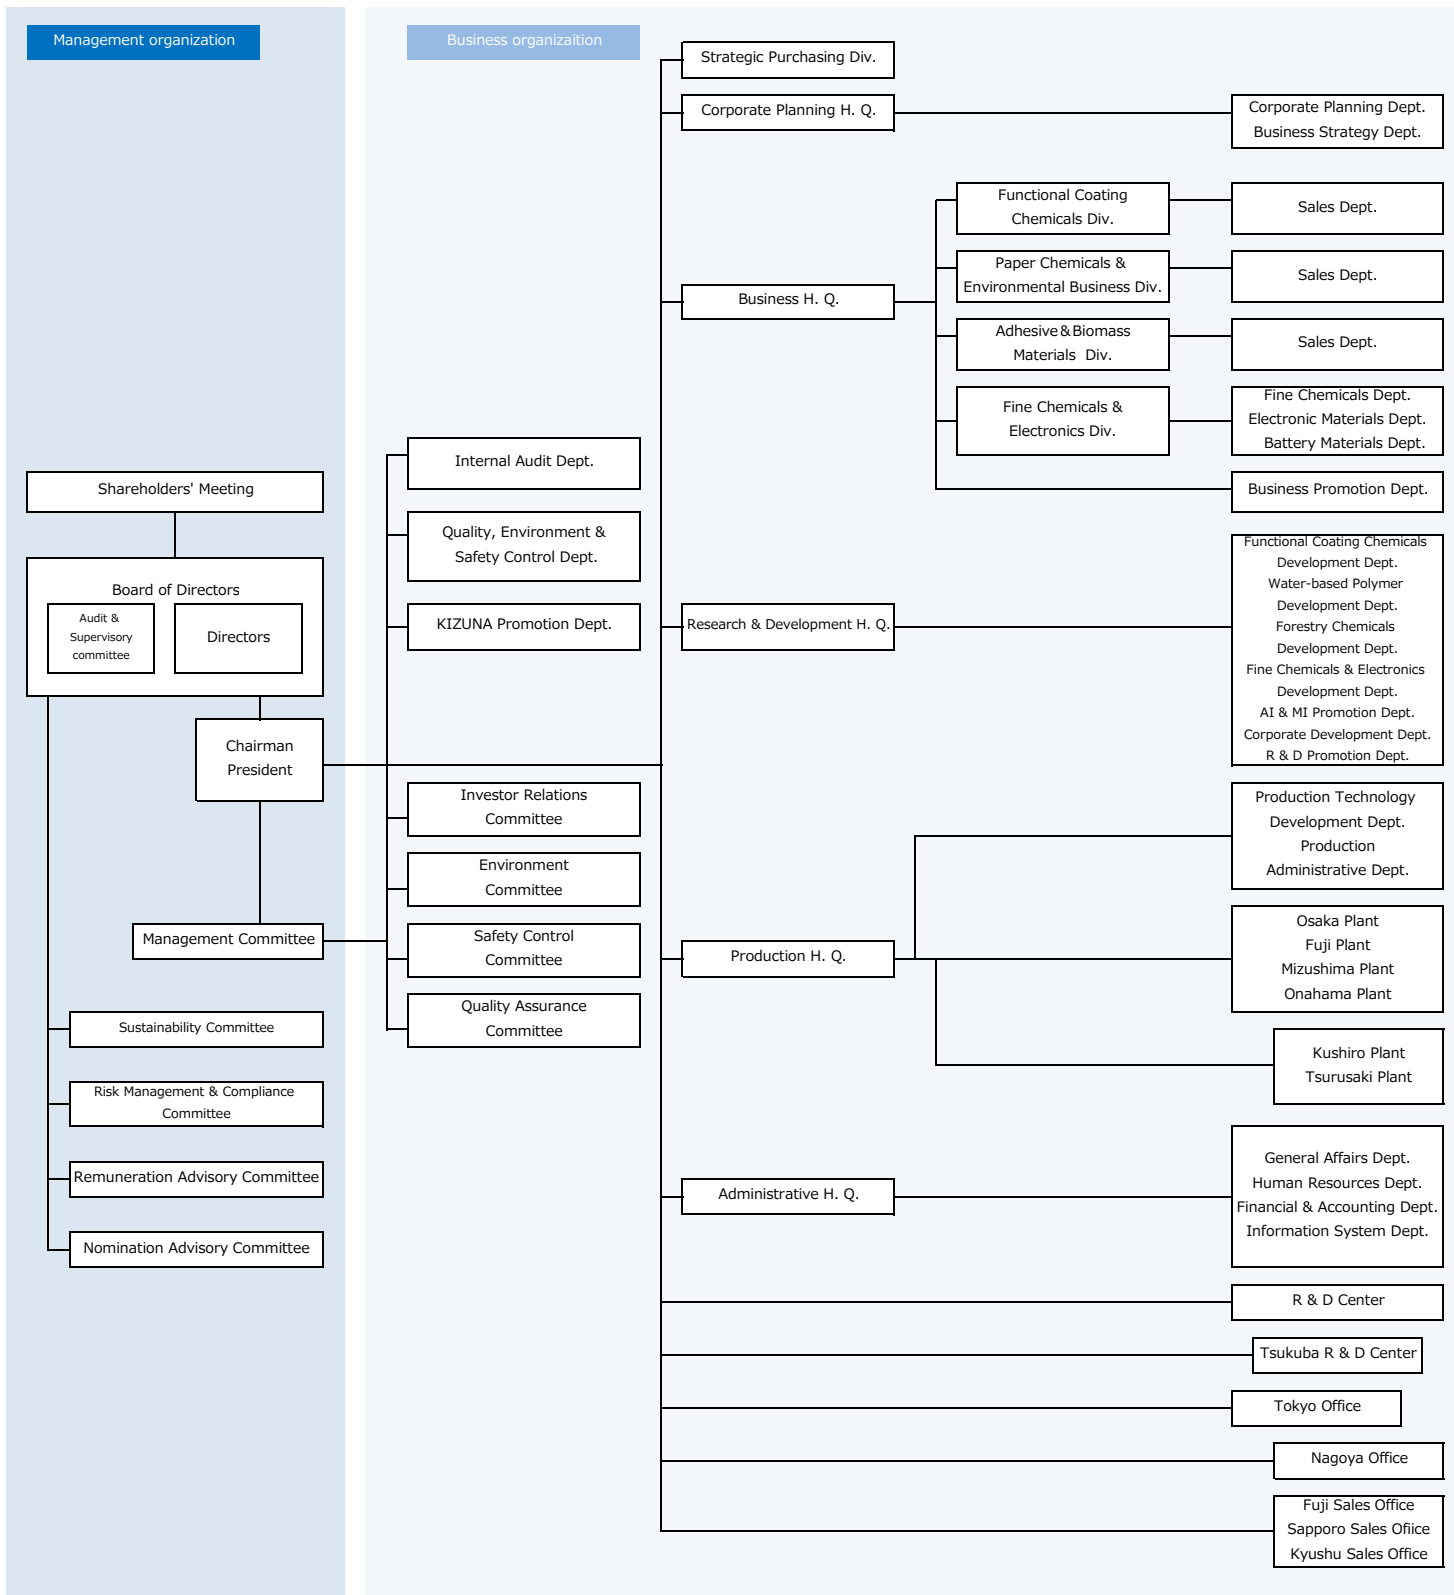 Management organization
Business organizaition
Shareholders' Meeting
Board of Directors
Audit &
Supervisory
committee
Directors
Chairman
President
Management Committee
Sustainability Committee
Risk Management & Compliance
Committee
Remuneration Advisory Committee
Nomination Advisory Committee
Internal Audit Dept.
Quality, Environment &
Safety Control Dept.
KIZUNA Promotion Dept.
Investor Relations
Committee
Environment
Committee
Safety Control
Committee
Quality Assurance
Committee
Strategic Purchasing Div.
Corporate Planning H. Q.
Corporate Planning Dept.
Business Strategy Dept.
Business H. Q.
Functional Coating
Chemicals Div.
Sales Dept.
Paper Chemicals &
Environmental Business Div.
Sales Dept.
Adhesive&Biomass
Materials Div.
Sales Dept.
Fine Chemicals &
Electronics Div.
Fine Chemicals Dept.
Electronic Materials Dept.
Battery Materials Dept.
Business Promotion Dept.
Research & Development H. Q.
Functional Coating Chemicals
Development Dept.
Water-based Polymer
Development Dept.
Forestry Chemicals
Development Dept.
Fine Chemicals & Electronics
Development Dept.
AI & MI Promotion Dept.
Corporate Development Dept.
R & D Promotion Dept.
Production H. Q.
Production Technology
Development Dept.
Production
Administrative Dept.
Osaka Plant
Fuji Plant
Mizushima Plant
Onahama Plant
Kushiro Plant
Tsurusaki Plant
Administrative H. Q.
General Affairs Dept.
Human Resources Dept.
Financial & Accounting Dept.
Information System Dept.
R & D Center
Tsukuba R & D Center
Tokyo Office
Nagoya Office
Fuji Sales Office
Sapporo Sales Ofiice
Kyushu Sales Office